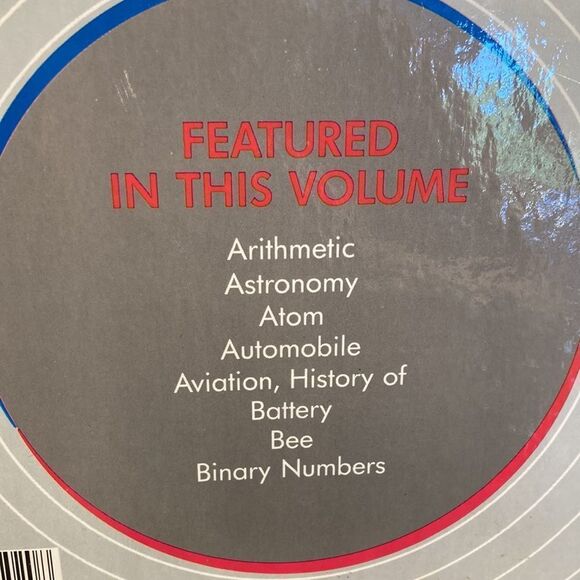 FEATURED
IN THIS VOLUME
Arithmetic
Astronomy
Atom
Automobile
Aviation, History of
Battery
Bee
Binary Numbers